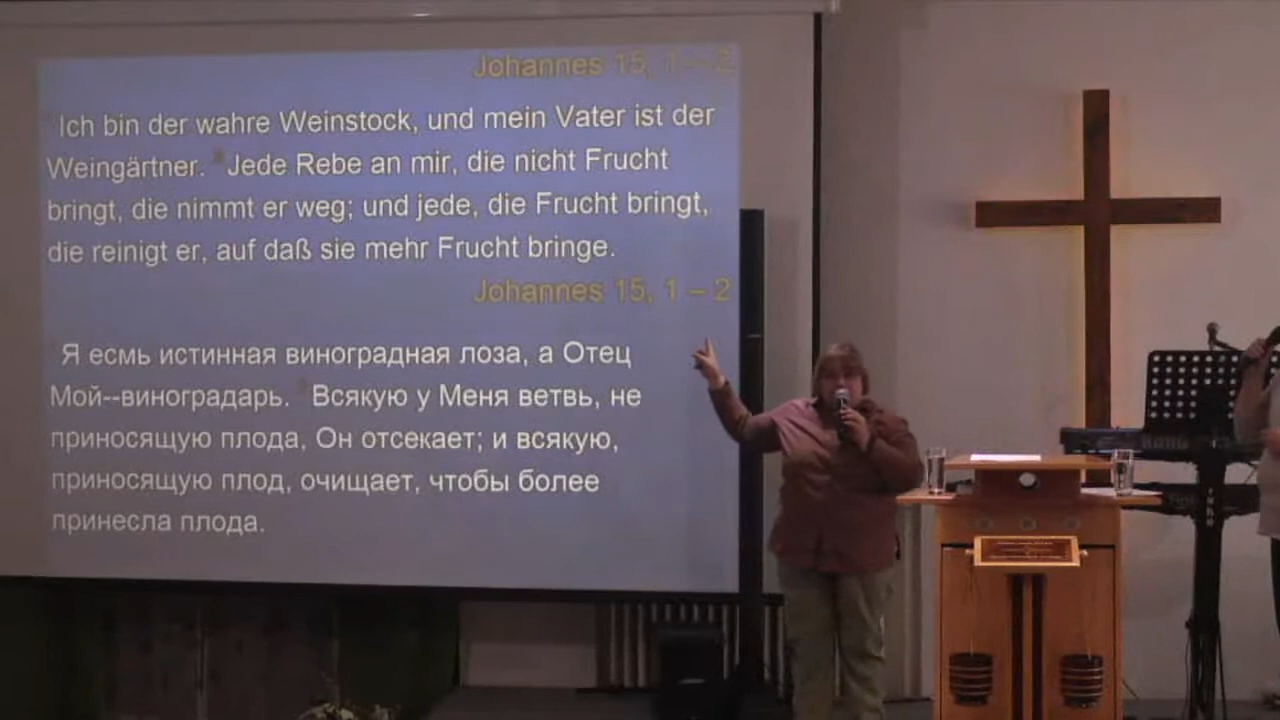 Johannes 15, 1 – 2
Ich bin der wahre Weinstock, und mein Vater ist der
Weingärtner. Jede Rebe an mir, die nicht Frucht
bringt, die nimmt er weg; und jede, die Frucht bringt,
die reinigt er, auf daß sie mehr Frucht bringe.
Johannes 15, 1 – 2
Я есмь истинная виноградная лоза, а Отец
Мой--виноградарь. Всякую у Меня ветвь, не
приносящую плода, Он отсекает; и всякую,
приносящую плод, очищает, чтобы более
принесла плода.